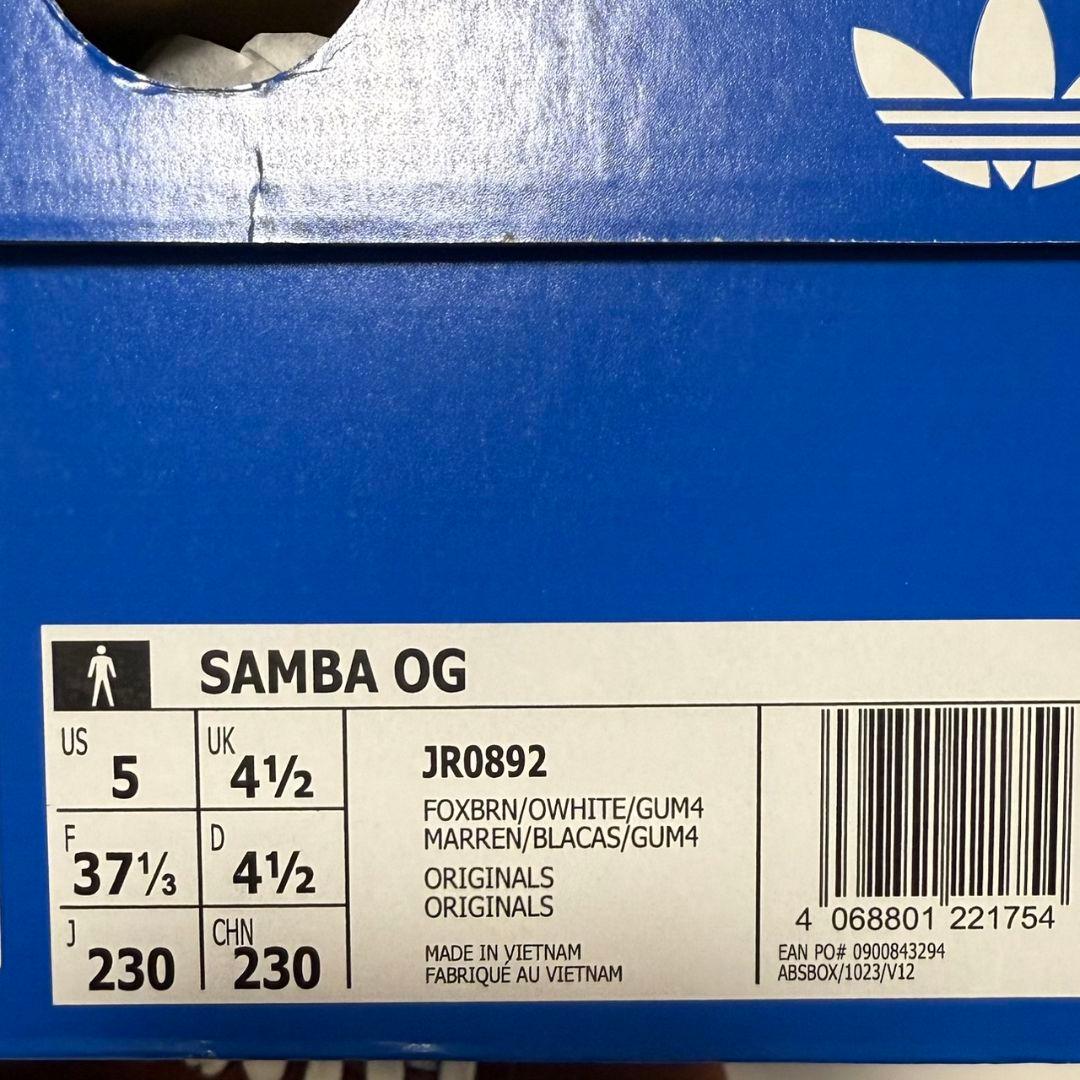 SAMBA OG
US 5 UK 4½
F 37⅓ D 4½
J 230 CHN 230
JR0892
FOXBRN/OWHITE/GUM4
MARREN/BLACAS/GUM4
ORIGINALS
ORIGINALS
MADE IN VIETNAM
FABRIQUÉ AU VIETNAM
4 068801 221754
EAN PO# 0900843294
ABSBOX/1023/V12